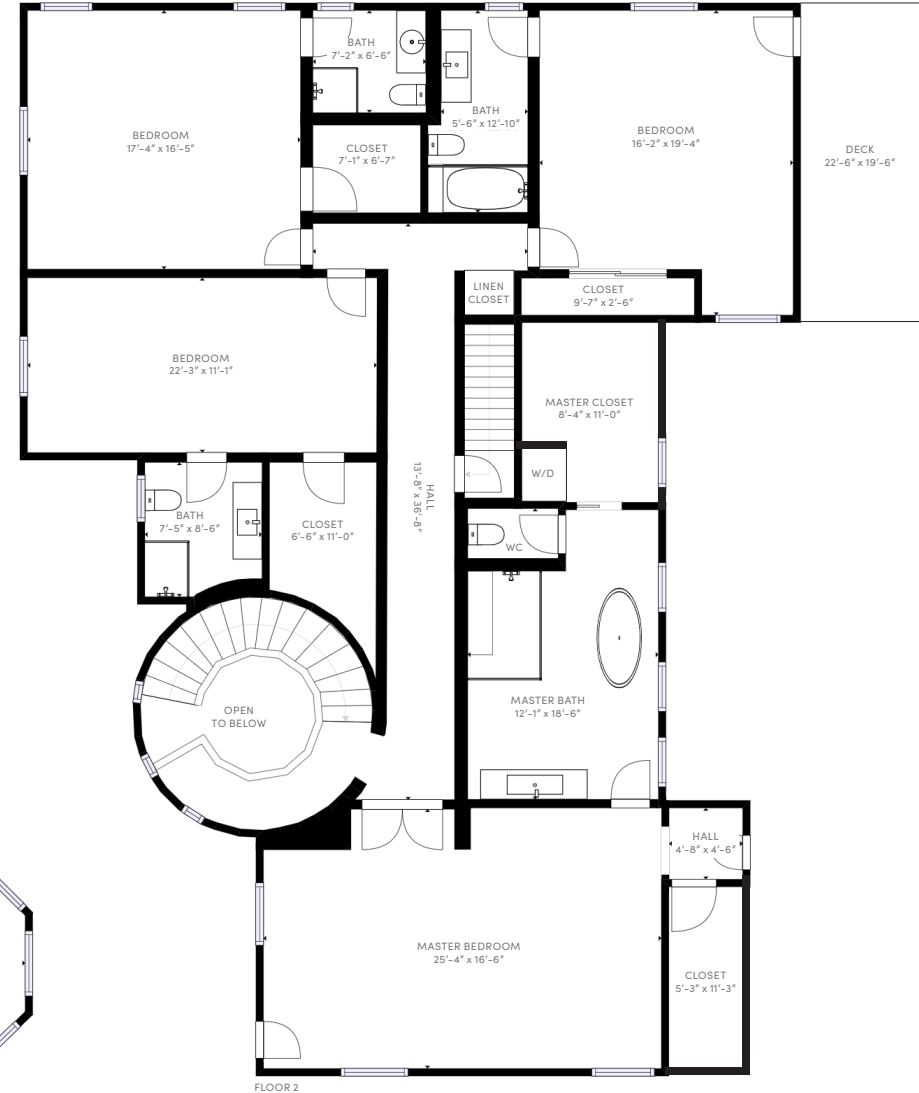 BATH
7'-2" x 6'-6"
BATH
5'-6" x 12'-10"
BEDROOM
17'-4" x 16'-5"
BEDROOM
16'-2" x 19'-4"
CLOSET
7'-1" x 6'-7"
DECK
22'-6" x 19'-6"
LINEN
CLOSET
CLOSET
9'-7" x 2'-6"
BEDROOM
22'-3" x 11'-1"
MASTER CLOSET
8'-4" x 11'-0"
W/D
HALL
13'-8" x 36'-8"
BATH
7'-5" x 8'-6"
CLOSET
6'-6" x 11'-0"
WC
OPEN
TO BELOW
MASTER BATH
12'-1" x 18'-6"
HALL
4'-8" x 4'-6"
MASTER BEDROOM
25'-4" x 16'-6"
CLOSET
5'-3" x 11'-3"
FLOOR 2